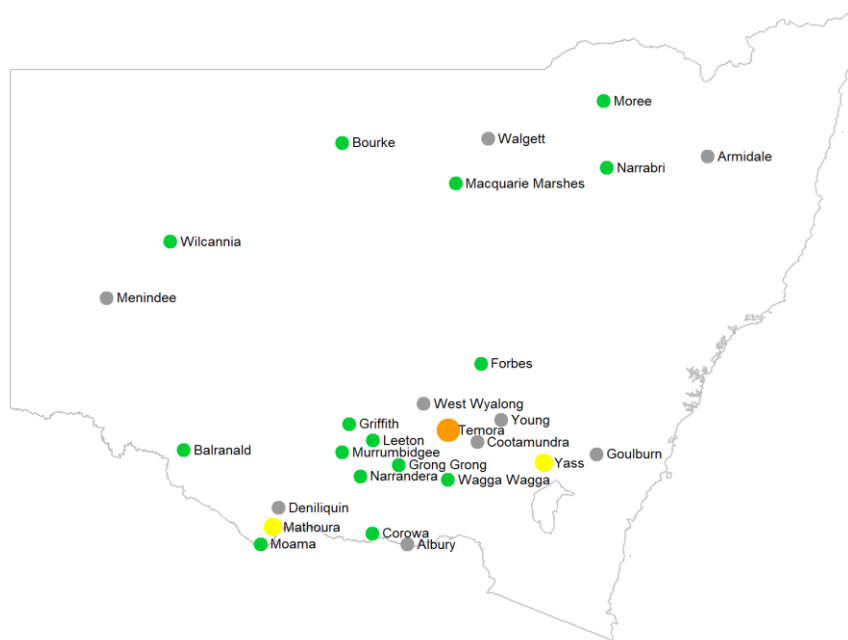 Moree
Walgett
Bourke
Armidale
Narrabri
Macquarie Marshes
Wilcannia
Menindee
Forbes
West Wyalong
Young
Griffith
Temora
Leeton
Cootamundra
Balranald
Murrumbidgee
Goulburn
Grong Grong
Yass
Narrandera
Wagga Wagga
Deniliquin
Mathoura
Corowa
Moama
Albury